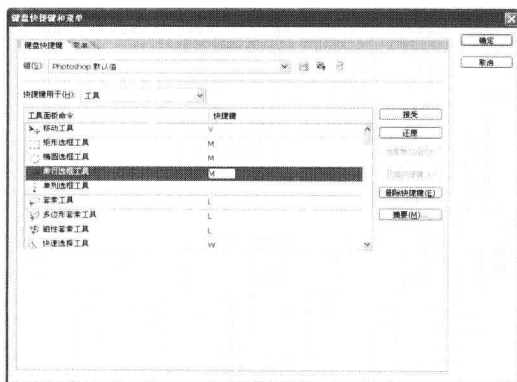 键盘快捷键和菜单
键盘快捷键 菜单
组(S): Photoshop 默认值
快捷键用于(H): 工具
工具面板命令 快捷键
移动工具 V
矩形选框工具 M
椭圆选框工具 M
单行选框工具 M
单列选框工具
套索工具 L
多边形套索工具 L
磁性套索工具 L
快速选择工具 W
确定
取消
接受
还原
删除快捷键(E)
摘要(M)...